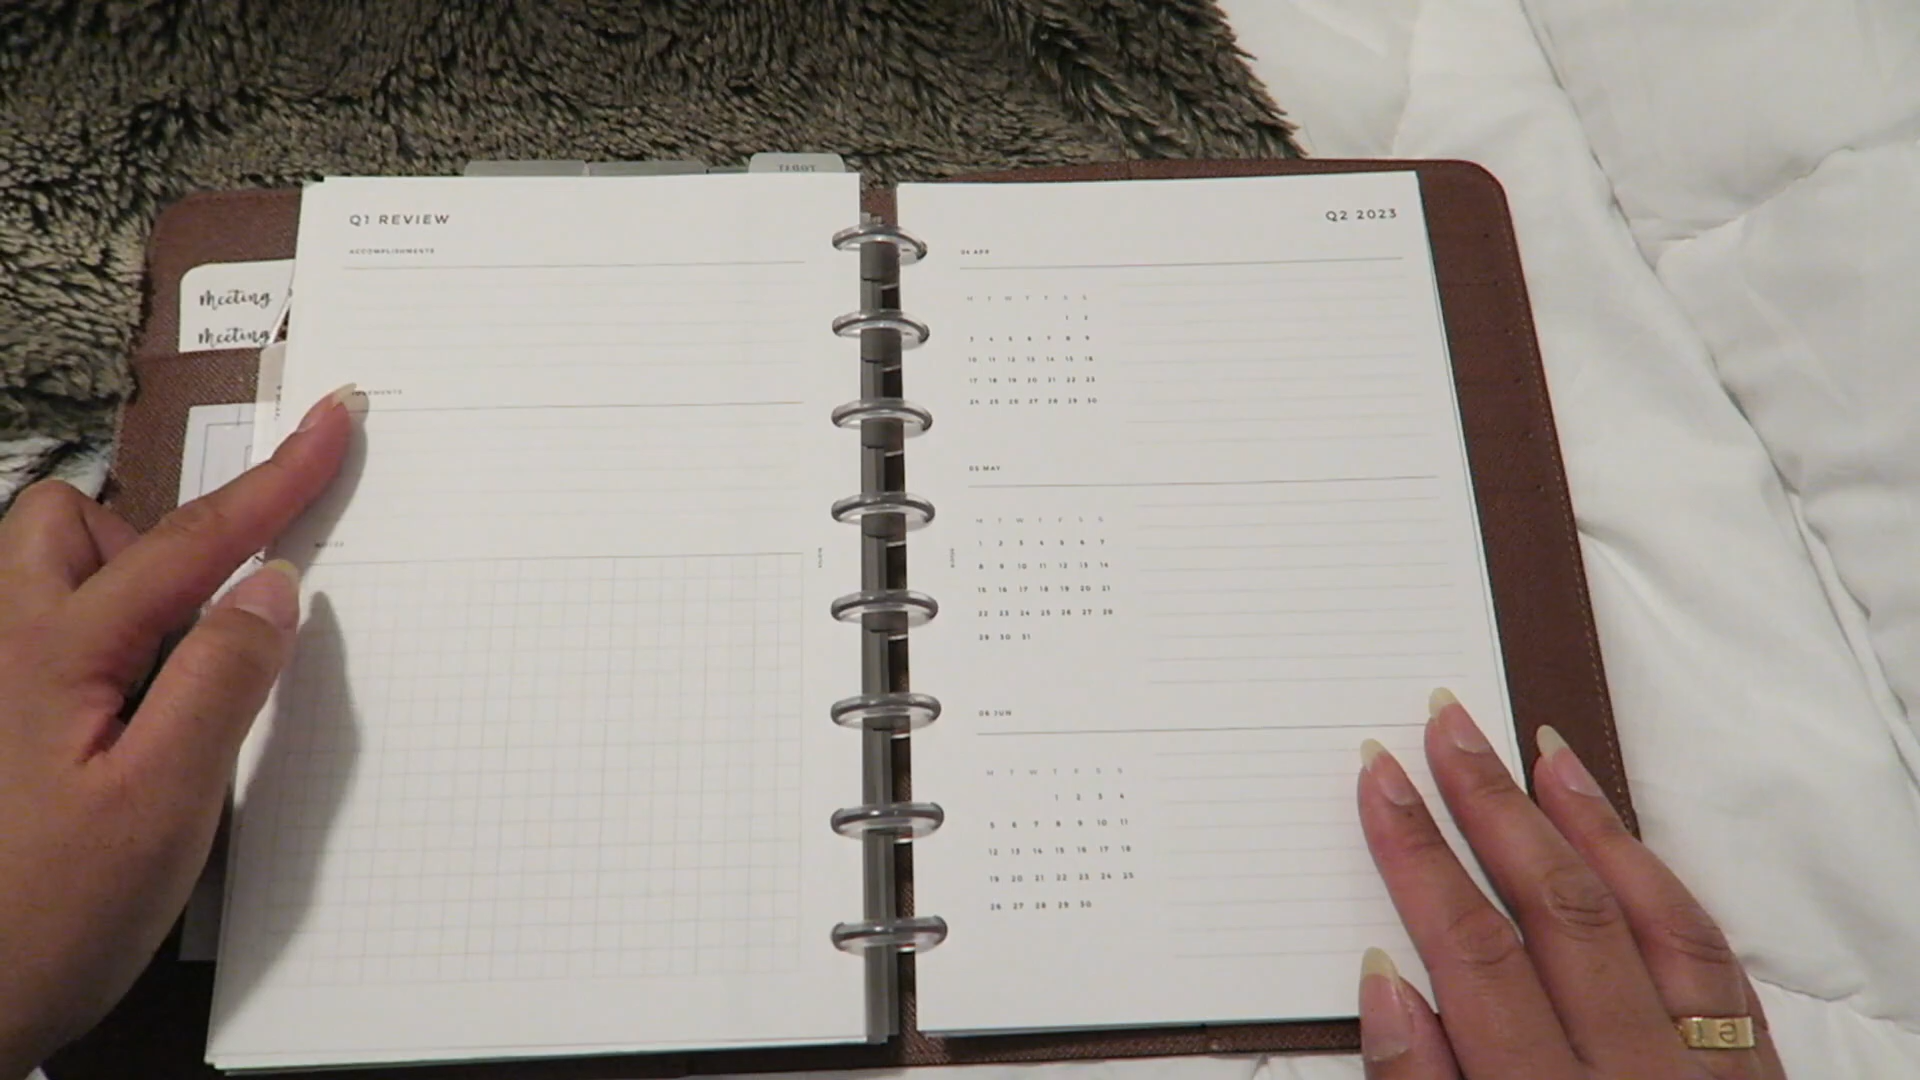 Meeting
Meeting
Q1 REVIEW
ACCOMPLISHMENTS
NOTES
Q2 2023
04 APR
M T W T F S S
1 2
3 4 5 6 7 8 9
10 11 12 13 14 15 16
17 18 19 20 21 22 23
24 25 26 27 28 29 30
05 MAY
M T W T F S S
1 2 3 4 5 6 7
8 9 10 11 12 13 14
15 16 17 18 19 20 21
22 23 24 25 26 27 28
29 30 31
06 JUN
M T W T F S S
1 2 3 4
5 6 7 8 9 10 11
12 13 14 15 16 17 18
19 20 21 22 23 24 25
26 27 28 29 30